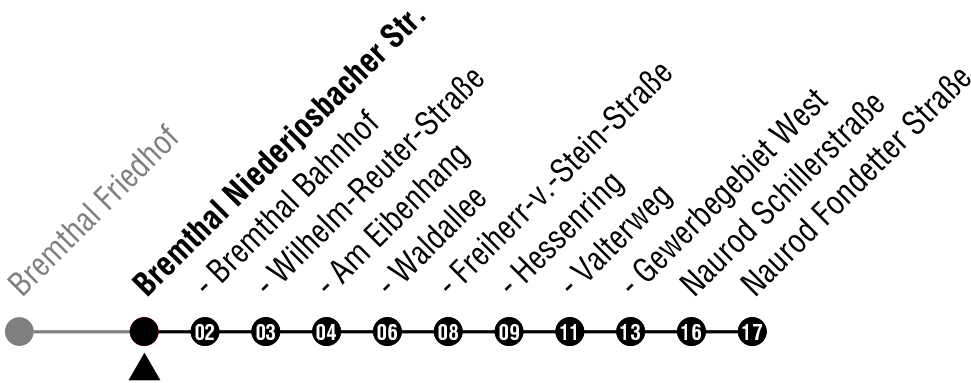 Bremthal Friedhof
Bremthal Niederjosbacher Str.
- Bremthal Bahnhof
- Wilhelm-Reuter-Straße
- Am Eibenhang
- Waldallee
- Freiherr-v.-Stein-Straße
- Hessenring
- Valterweg
- Gewerbegebiet West
Naurod Schillerstraße
Naurod Fondetter Straße
02 03 04 06 08 09 11 13 16 17